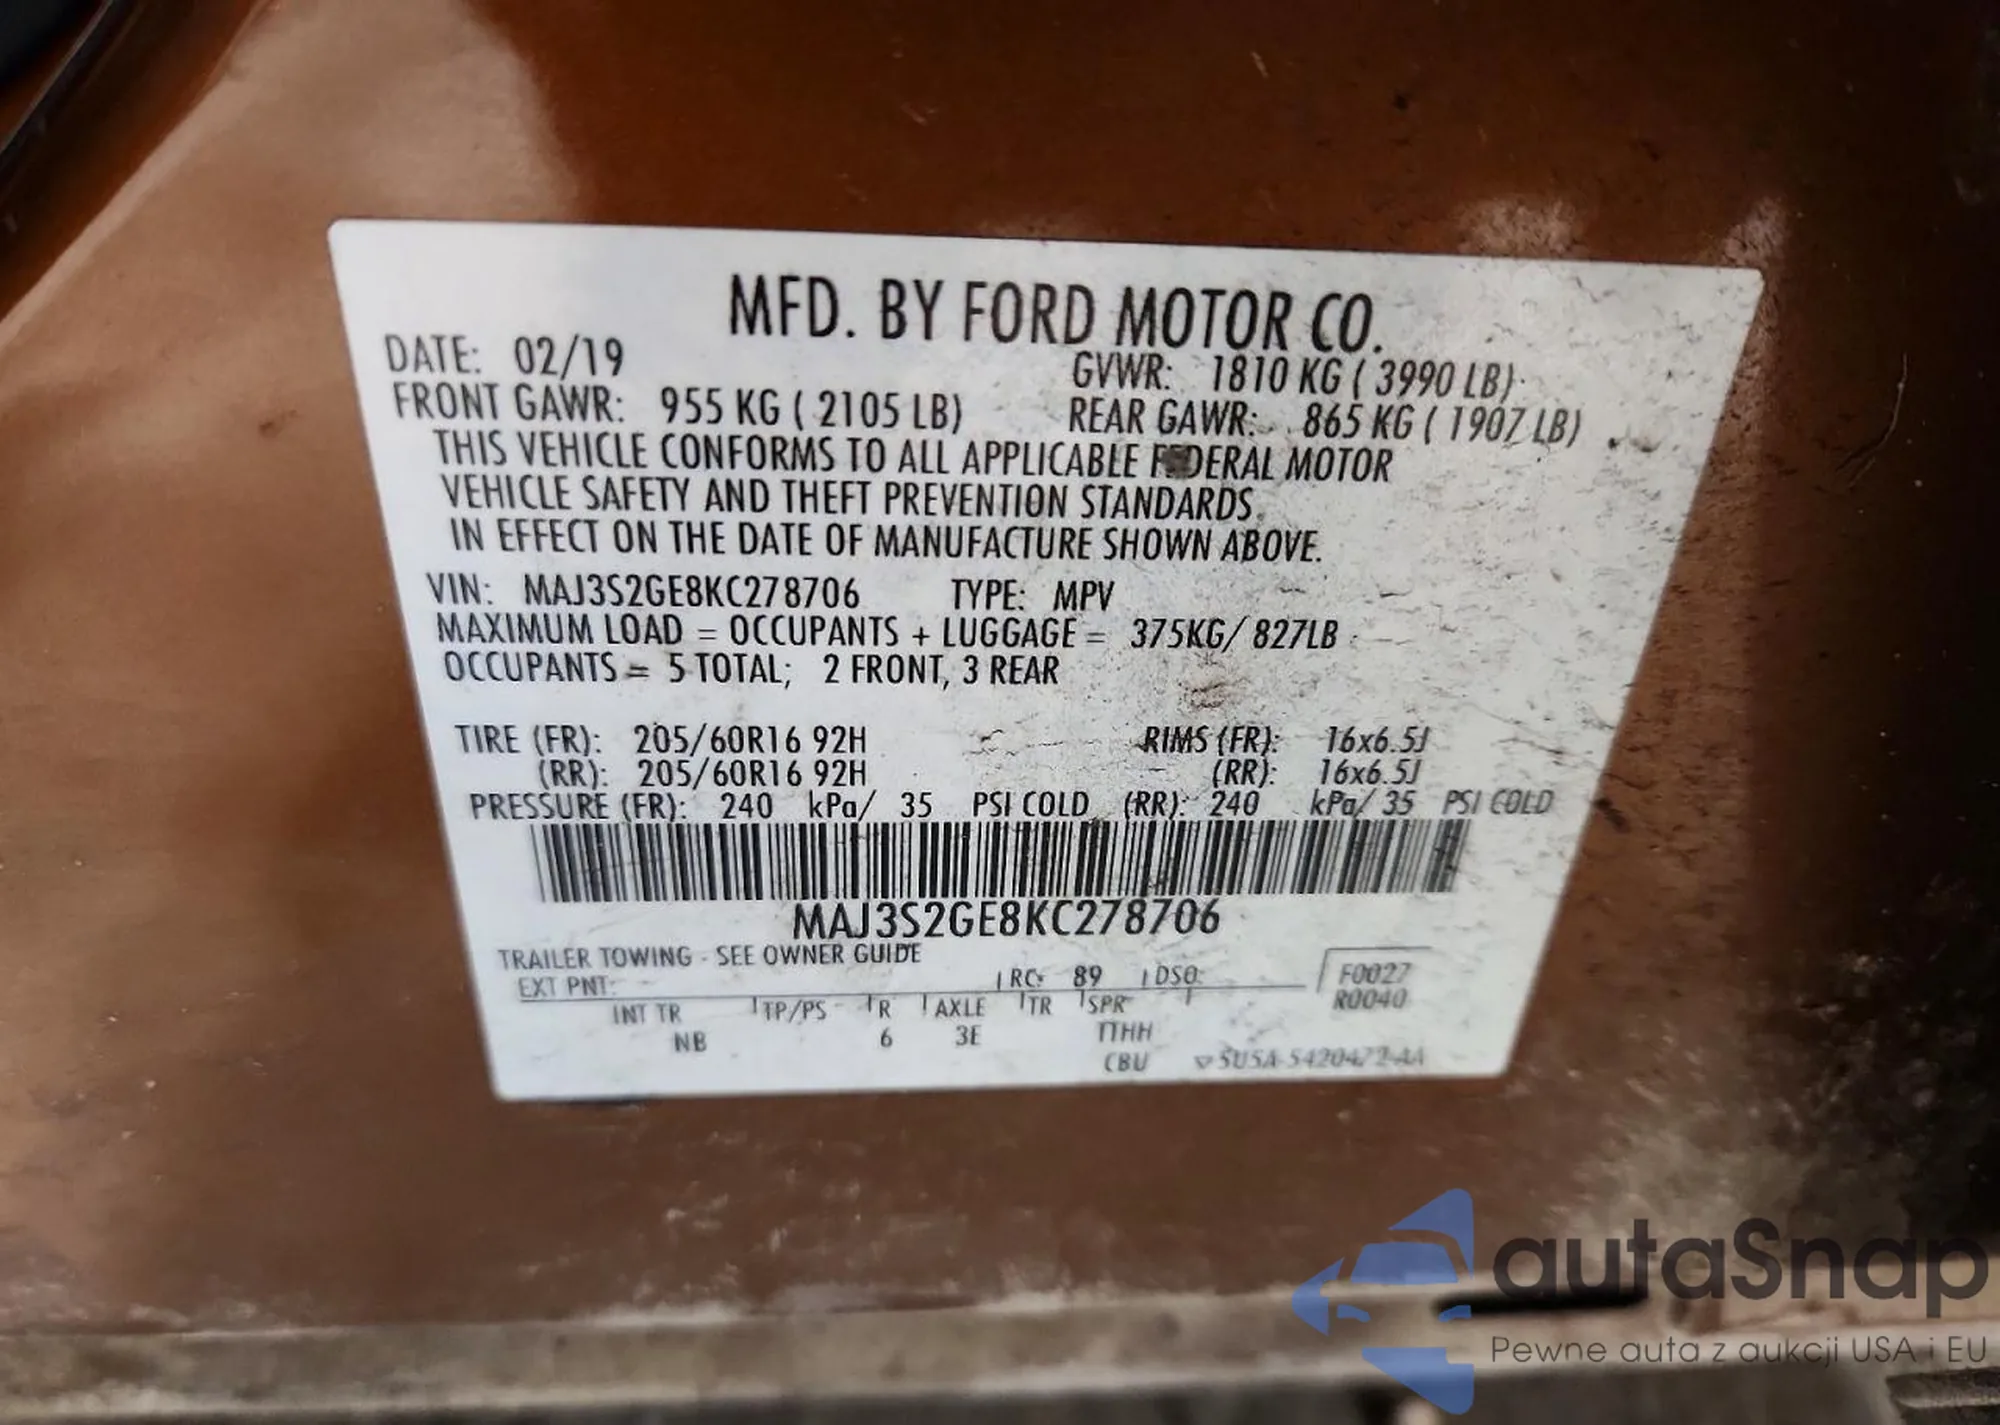 MFD. BY FORD MOTOR CO.
DATE: 02/19 GVWR: 1810 KG ( 3990 LB)
FRONT GAWR: 955 KG ( 2105 LB) REAR GAWR: 865 KG ( 1907 LB)
THIS VEHICLE CONFORMS TO ALL APPLICABLE FEDERAL MOTOR
VEHICLE SAFETY AND THEFT PREVENTION STANDARDS
IN EFFECT ON THE DATE OF MANUFACTURE SHOWN ABOVE.
VIN: MAJ3S2GE8KC278706 TYPE: MPV
MAXIMUM LOAD = OCCUPANTS + LUGGAGE = 375KG/ 827LB
OCCUPANTS = 5 TOTAL; 2 FRONT, 3 REAR
TIRE (FR): 205/60R16 92H RIMS (FR): 16x6.5J
(RR): 205/60R16 92H (RR): 16x6.5J
PRESSURE (FR): 240 kPa/ 35 PSI COLD (RR): 240 kPa/ 35 PSI COLD
MAJ3S2GE8KC278706
TRAILER TOWING - SEE OWNER GUIDE
EXT PNT: RC: 89 DSO: F0027
INT TR TP/PS R AXLE TR SPR R0040
NB 6 3E TTHH
CBU 5U5A-5420472-AA
autaSnap
Pewne auta z aukcji USA i EU